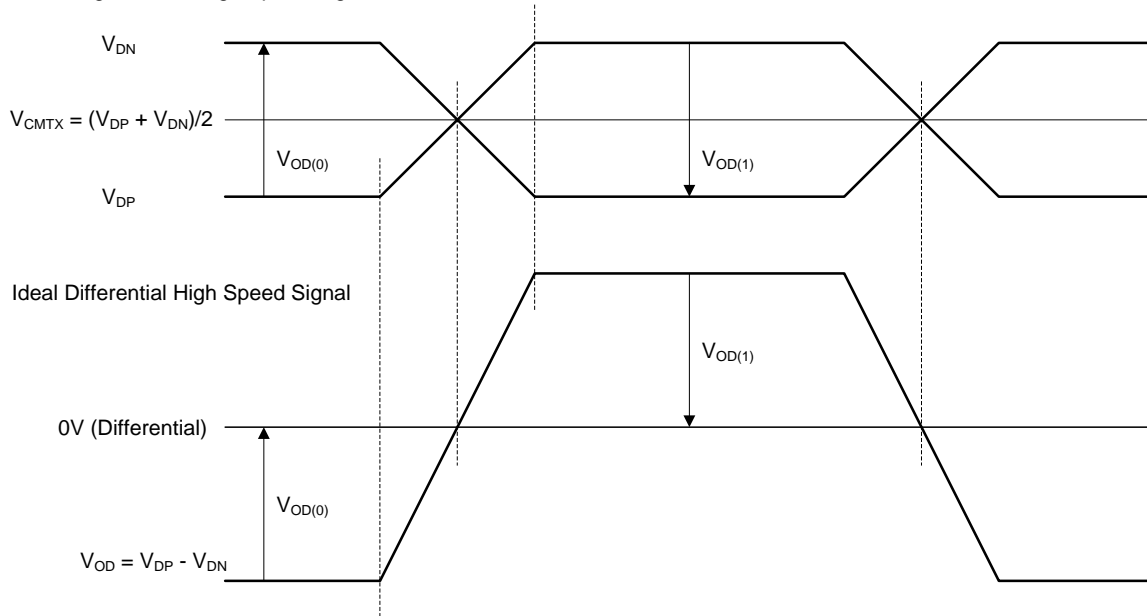 V_DN
V_CMTX = (V_DP + V_DN)/2
V_OD(0)
V_OD(1)
V_DP
Ideal Differential High Speed Signal
V_OD(1)
0V (Differential)
V_OD(0)
V_OD = V_DP - V_DN